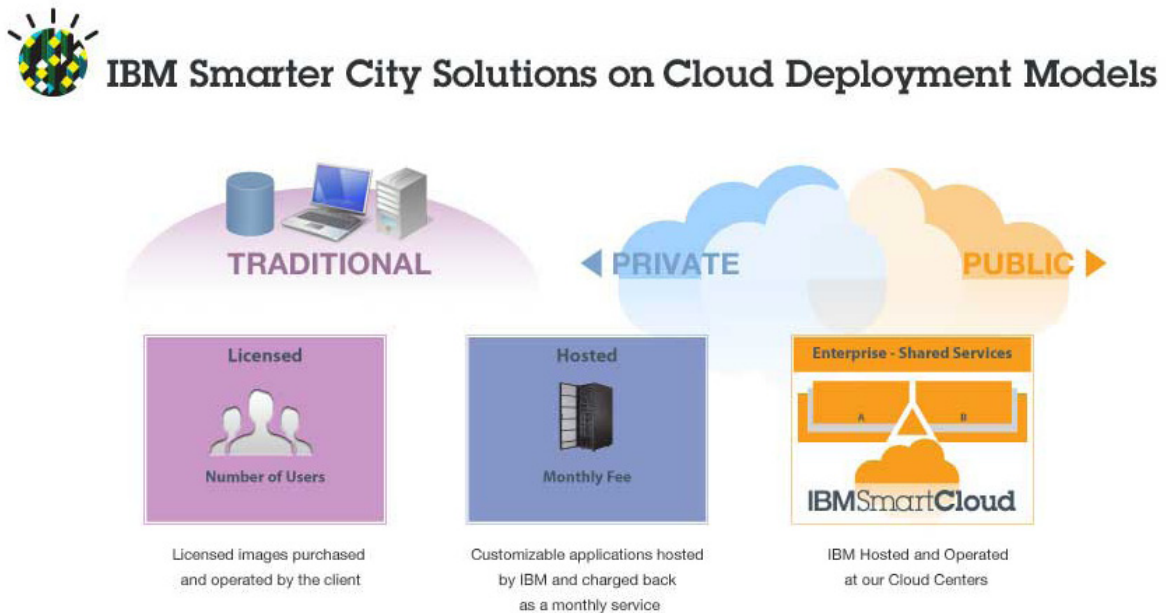 IBM Smarter City Solutions on Cloud Deployment Models
TRADITIONAL
PRIVATE
PUBLIC
Licensed
Number of Users
Licensed images purchased
and operated by the client
Hosted
Monthly Fee
Customizable applications hosted
by IBM and charged back
as a monthly service
Enterprise - Shared Services
A
B
IBMSmartCloud
IBM Hosted and Operated
at our Cloud Centers